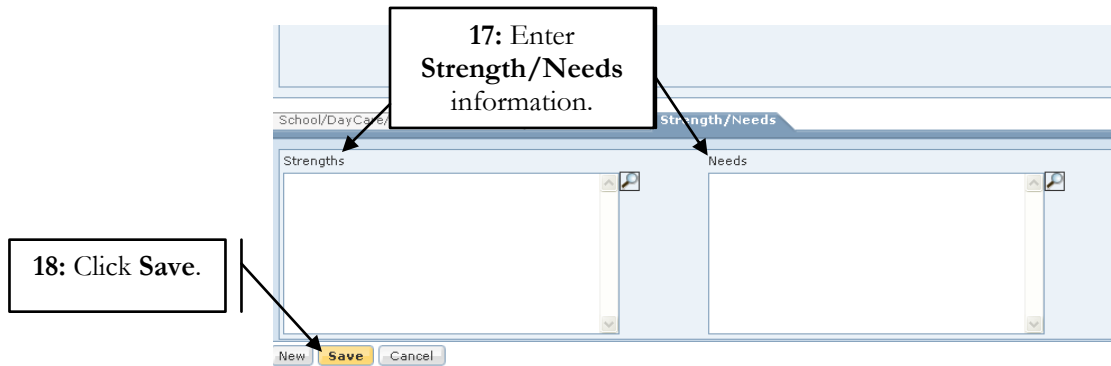 17: Enter
Strength/Needs
information.
School/DayCare/
Strength/Needs
Strengths
Needs
18: Click Save.
New Save Cancel